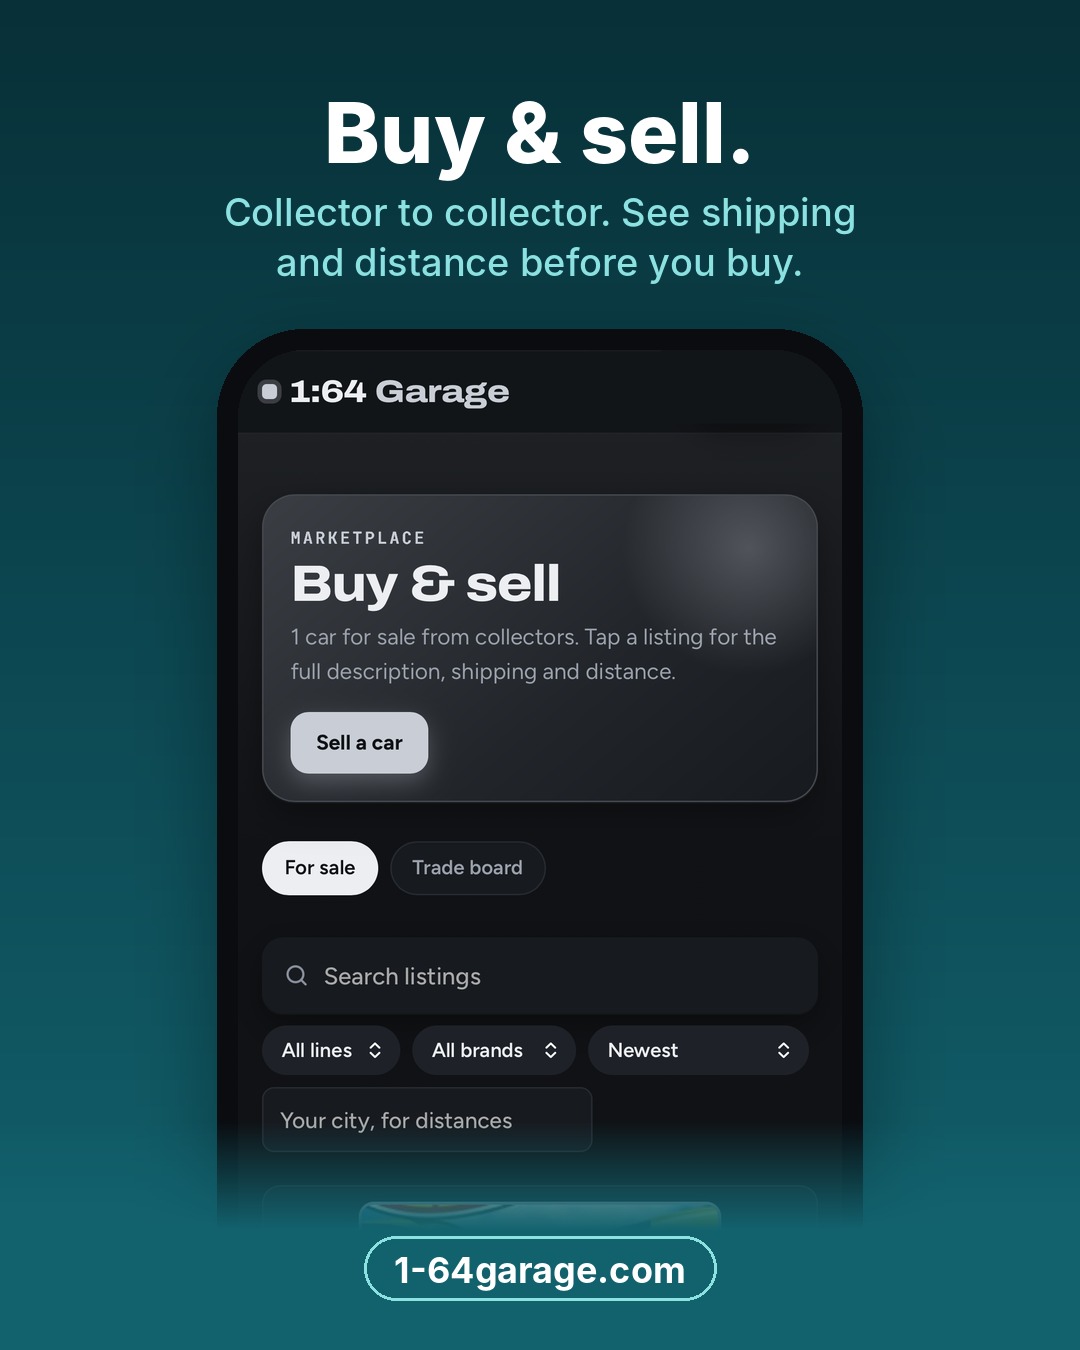 Buy & sell.
Collector to collector. See shipping
and distance before you buy.
1:64 Garage
MARKETPLACE
Buy & sell
1 car for sale from collectors. Tap a listing for the
full description, shipping and distance.
Sell a car
For sale
Trade board
Search listings
All lines
All brands
Newest
Your city, for distances
1-64garage.com